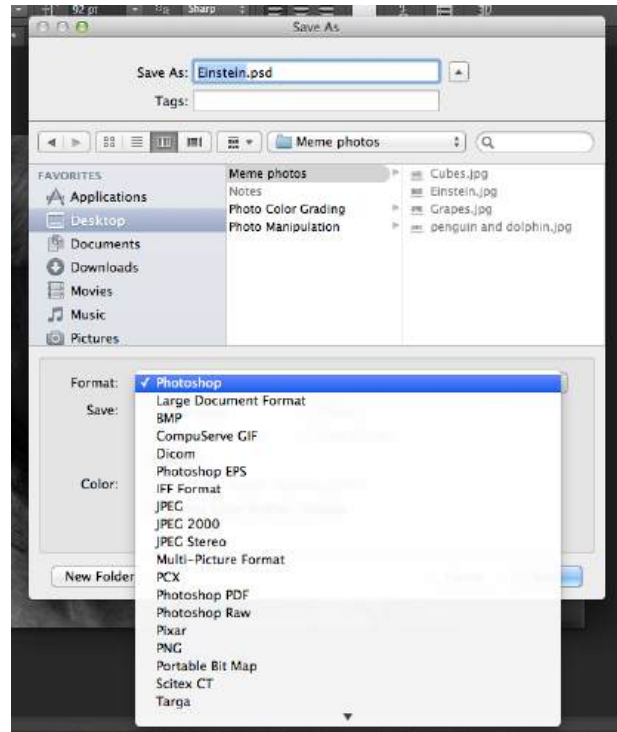 92 pt Sharp 3D
Save As
Save As: Einstein.psd
Tags:
Meme photos
FAVORITES
Applications
Desktop
Documents
Downloads
Movies
Music
Pictures
Meme photos
Notes
Photo Color Grading
Photo Manipulation
Cubes.jpg
Einstein.jpg
Grapes.jpg
penguin and dolphin.jpg
Format: Photoshop
Save:
Color:
Large Document Format
BMP
CompuServe GIF
Dicom
Photoshop EPS
IFF Format
JPEG
JPEG 2000
JPEG Stereo
Multi-Picture Format
PCX
Photoshop PDF
Photoshop Raw
Pixar
PNG
Portable Bit Map
Scitex CT
Targa
New Folder